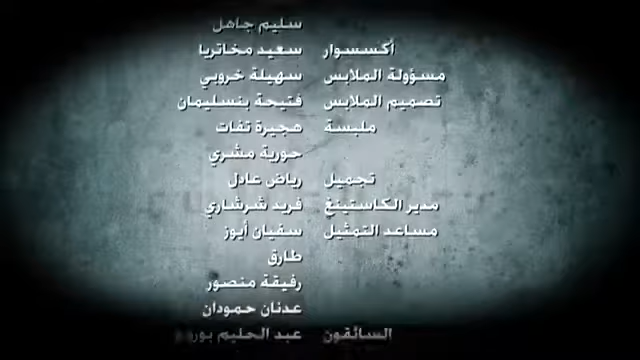 سليم جاهل
أكسسوار سعيد مخاتريا
مسؤولة الملابس سهيلة خروبي
تصميم الملابس فتيحة بنسليمان
ملبسة هجيرة تفات
حورية مشري
تجميل رياض عادل
مدير الكاستينغ فريد شرشاري
مساعد التمثيل سفيان أيوز
طارق
رفيقة منصور
عدنان حمودان
السائقون عبد الحليم